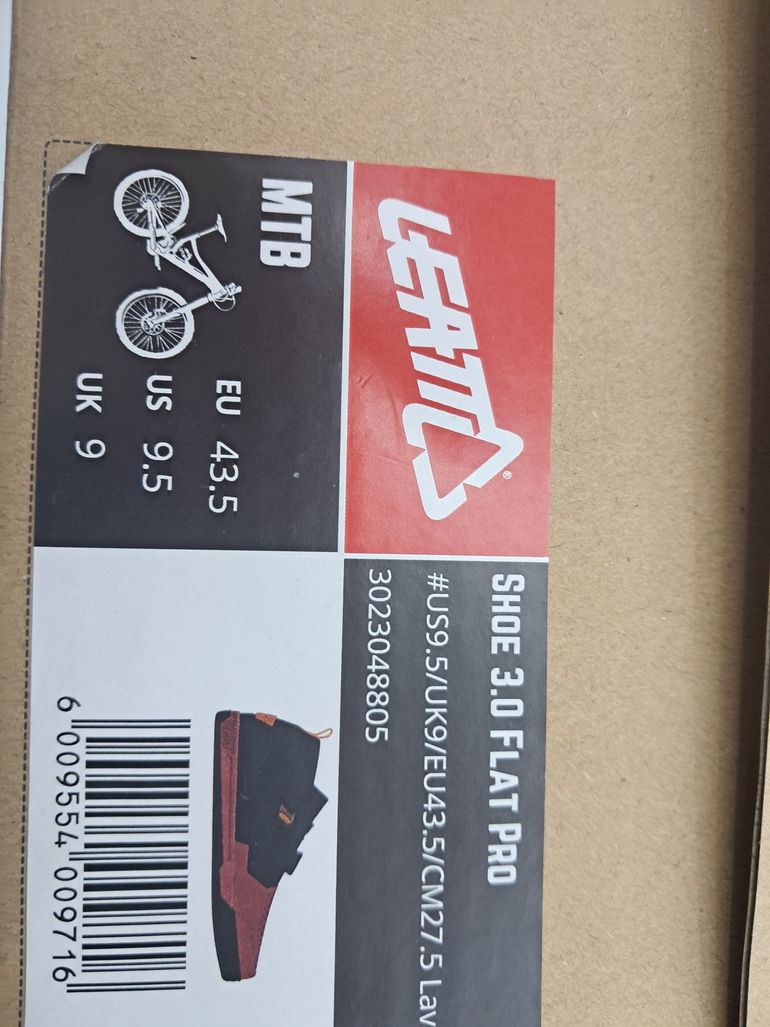 MTB
EU 43.5
US 9.5
UK 9
LEATT®
SHOE 3.0 FLAT PRO
#US9.5/UK9/EU43.5/CM27.5 Lav
3023048805
6 009554 009716